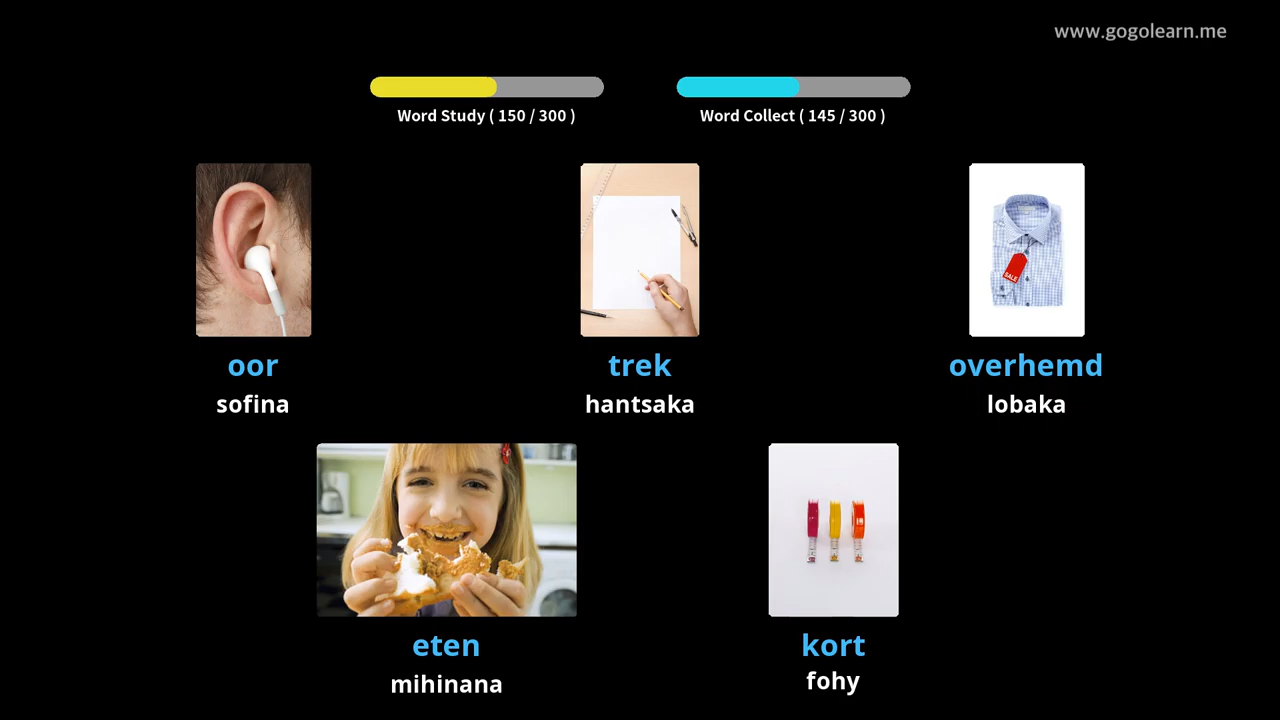 www.gogolearn.me
Word Study ( 150 / 300 )
Word Collect ( 145 / 300 )
SALE
oor
sofina
trek
hantsaka
overhemd
lobaka
eten
mihinana
kort
fohy